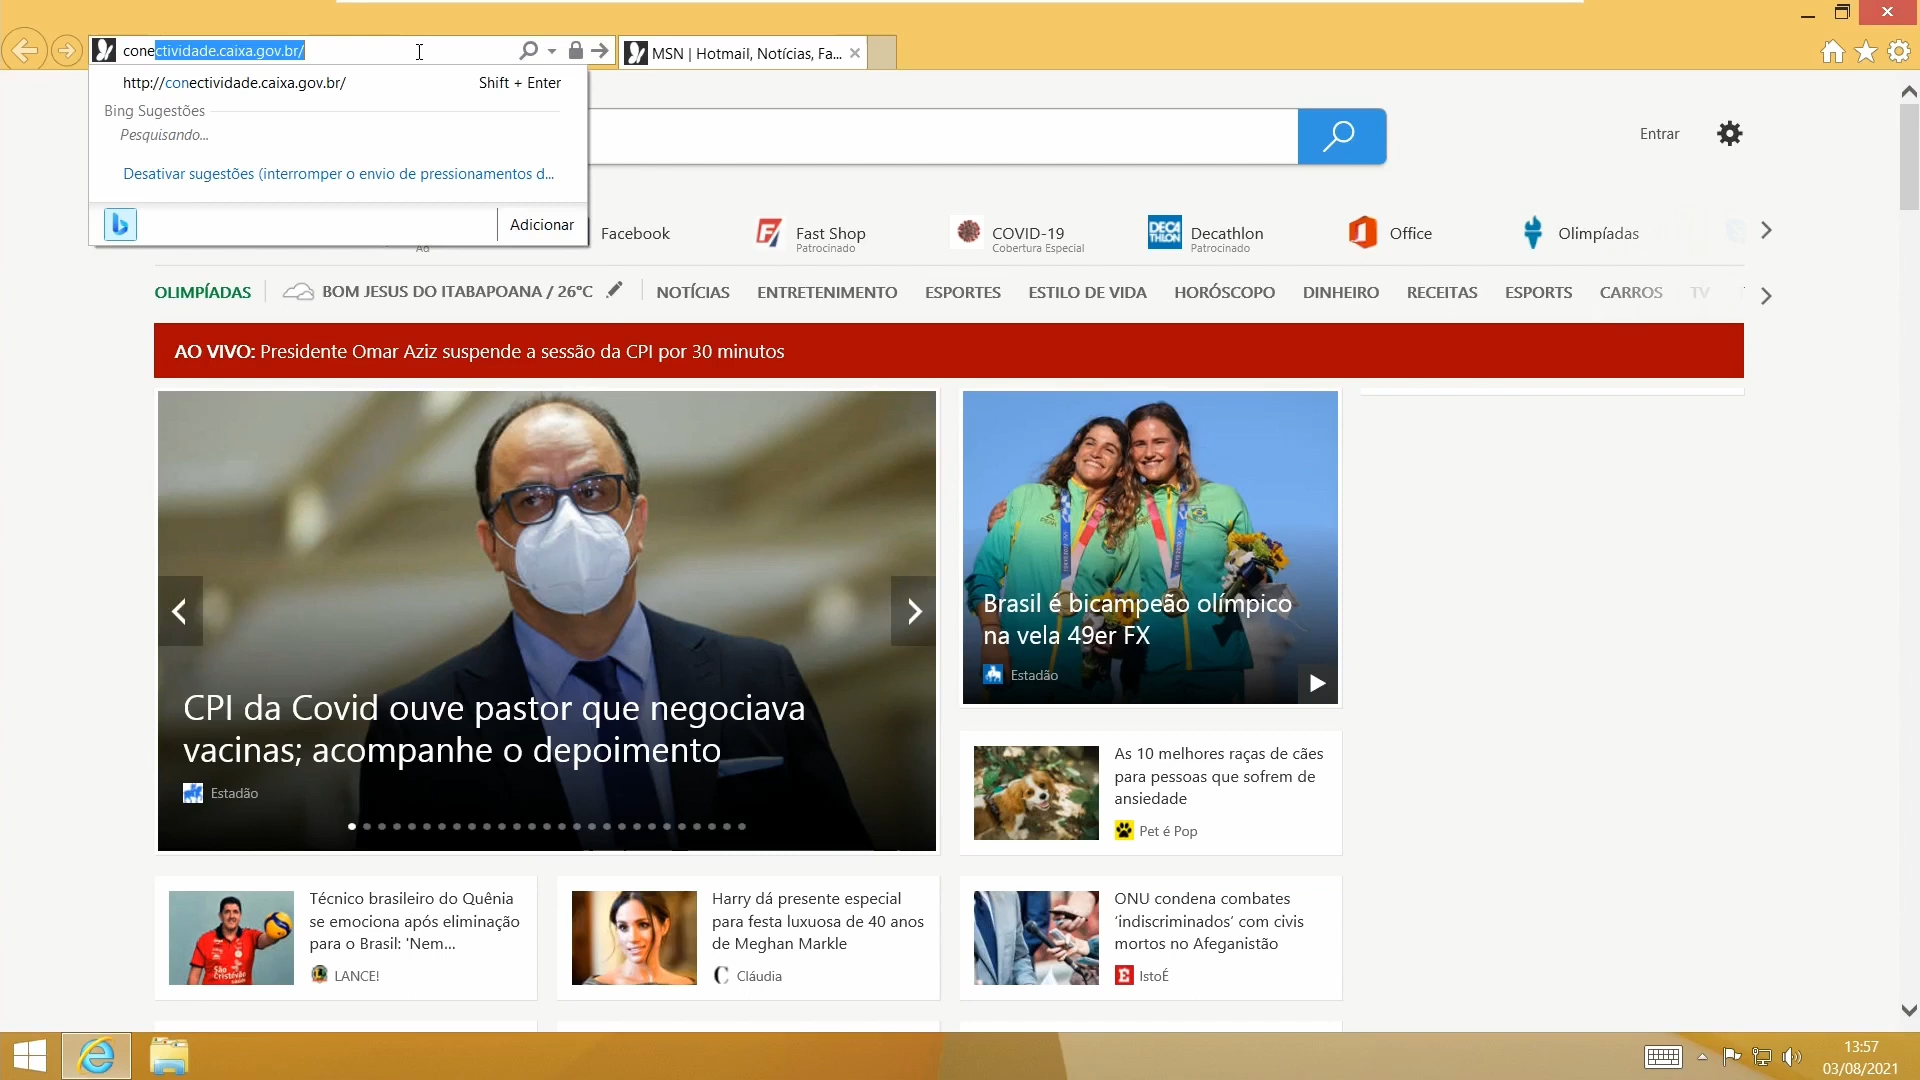 conectividade.caixa.gov.br/
MSN | Hotmail, Notícias, Fa...
http://conectividade.caixa.gov.br/ Shift + Enter
Bing Sugestões
Pesquisando...
Desativar sugestões (interromper o envio de pressionamentos d...
Adicionar
Entrar
Ad
Facebook
Fast Shop
Patrocinado
COVID-19
Cobertura Especial
DECATHLON
Decathlon
Patrocinado
Office
Olimpíadas
OLIMPÍADAS
BOM JESUS DO ITABAPOANA / 26°C
NOTÍCIAS
ENTRETENIMENTO
ESPORTES
ESTILO DE VIDA
HORÓSCOPO
DINHEIRO
RECEITAS
ESPORTS
CARROS
TV
AO VIVO: Presidente Omar Aziz suspende a sessão da CPI por 30 minutos
CPI da Covid ouve pastor que negociava
vacinas; acompanhe o depoimento
Estadão
Brasil é bicampeão olímpico
na vela 49er FX
Estadão
As 10 melhores raças de cães
para pessoas que sofrem de
ansiedade
Pet é Pop
Técnico brasileiro do Quênia
se emociona após eliminação
para o Brasil: 'Nem...
LANCE!
São
Cristóvão
Harry dá presente especial
para festa luxuosa de 40 anos
de Meghan Markle
Cláudia
ONU condena combates
‘indiscriminados’ com civis
mortos no Afeganistão
IstoÉ
13:57
03/08/2021